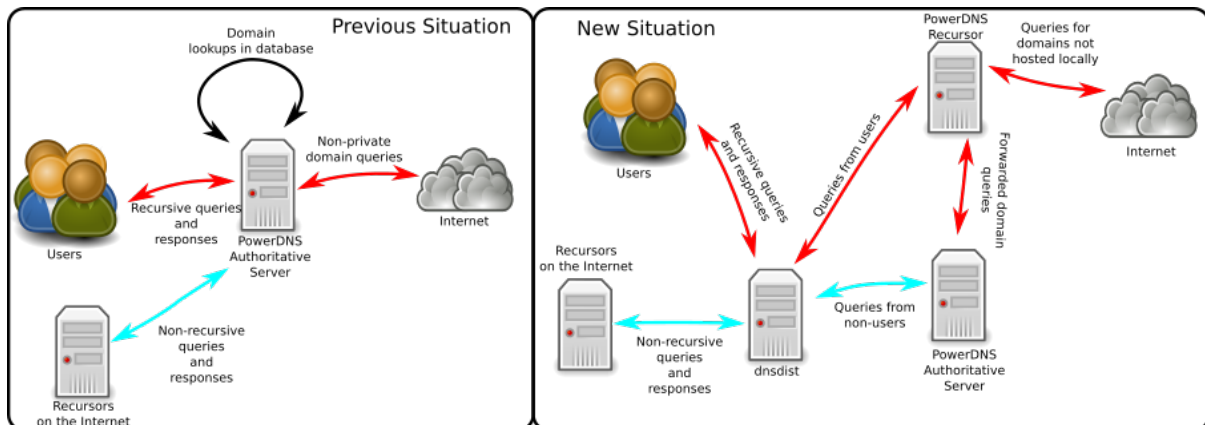 Previous Situation
Domain
lookups in database
Non-private
domain queries
Recursive queries
and
responses
Users
Internet
PowerDNS
Authoritative
Server
Non-recursive
queries
and
responses
Recursors
on the Internet
New Situation
PowerDNS
Recursor
Queries for
domains not
hosted locally
Users
Internet
Recursive queries
and responses
Queries from users
Forwarded domain
queries
Recursors
on the Internet
Non-recursive
queries
and
responses
dnsdist
Queries from
non-users
PowerDNS
Authoritative
Server